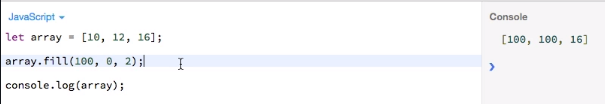 JavaScript
Console
let array = [10, 12, 16];
[100, 100, 16]
array.fill(100, 0, 2);
console.log(array);